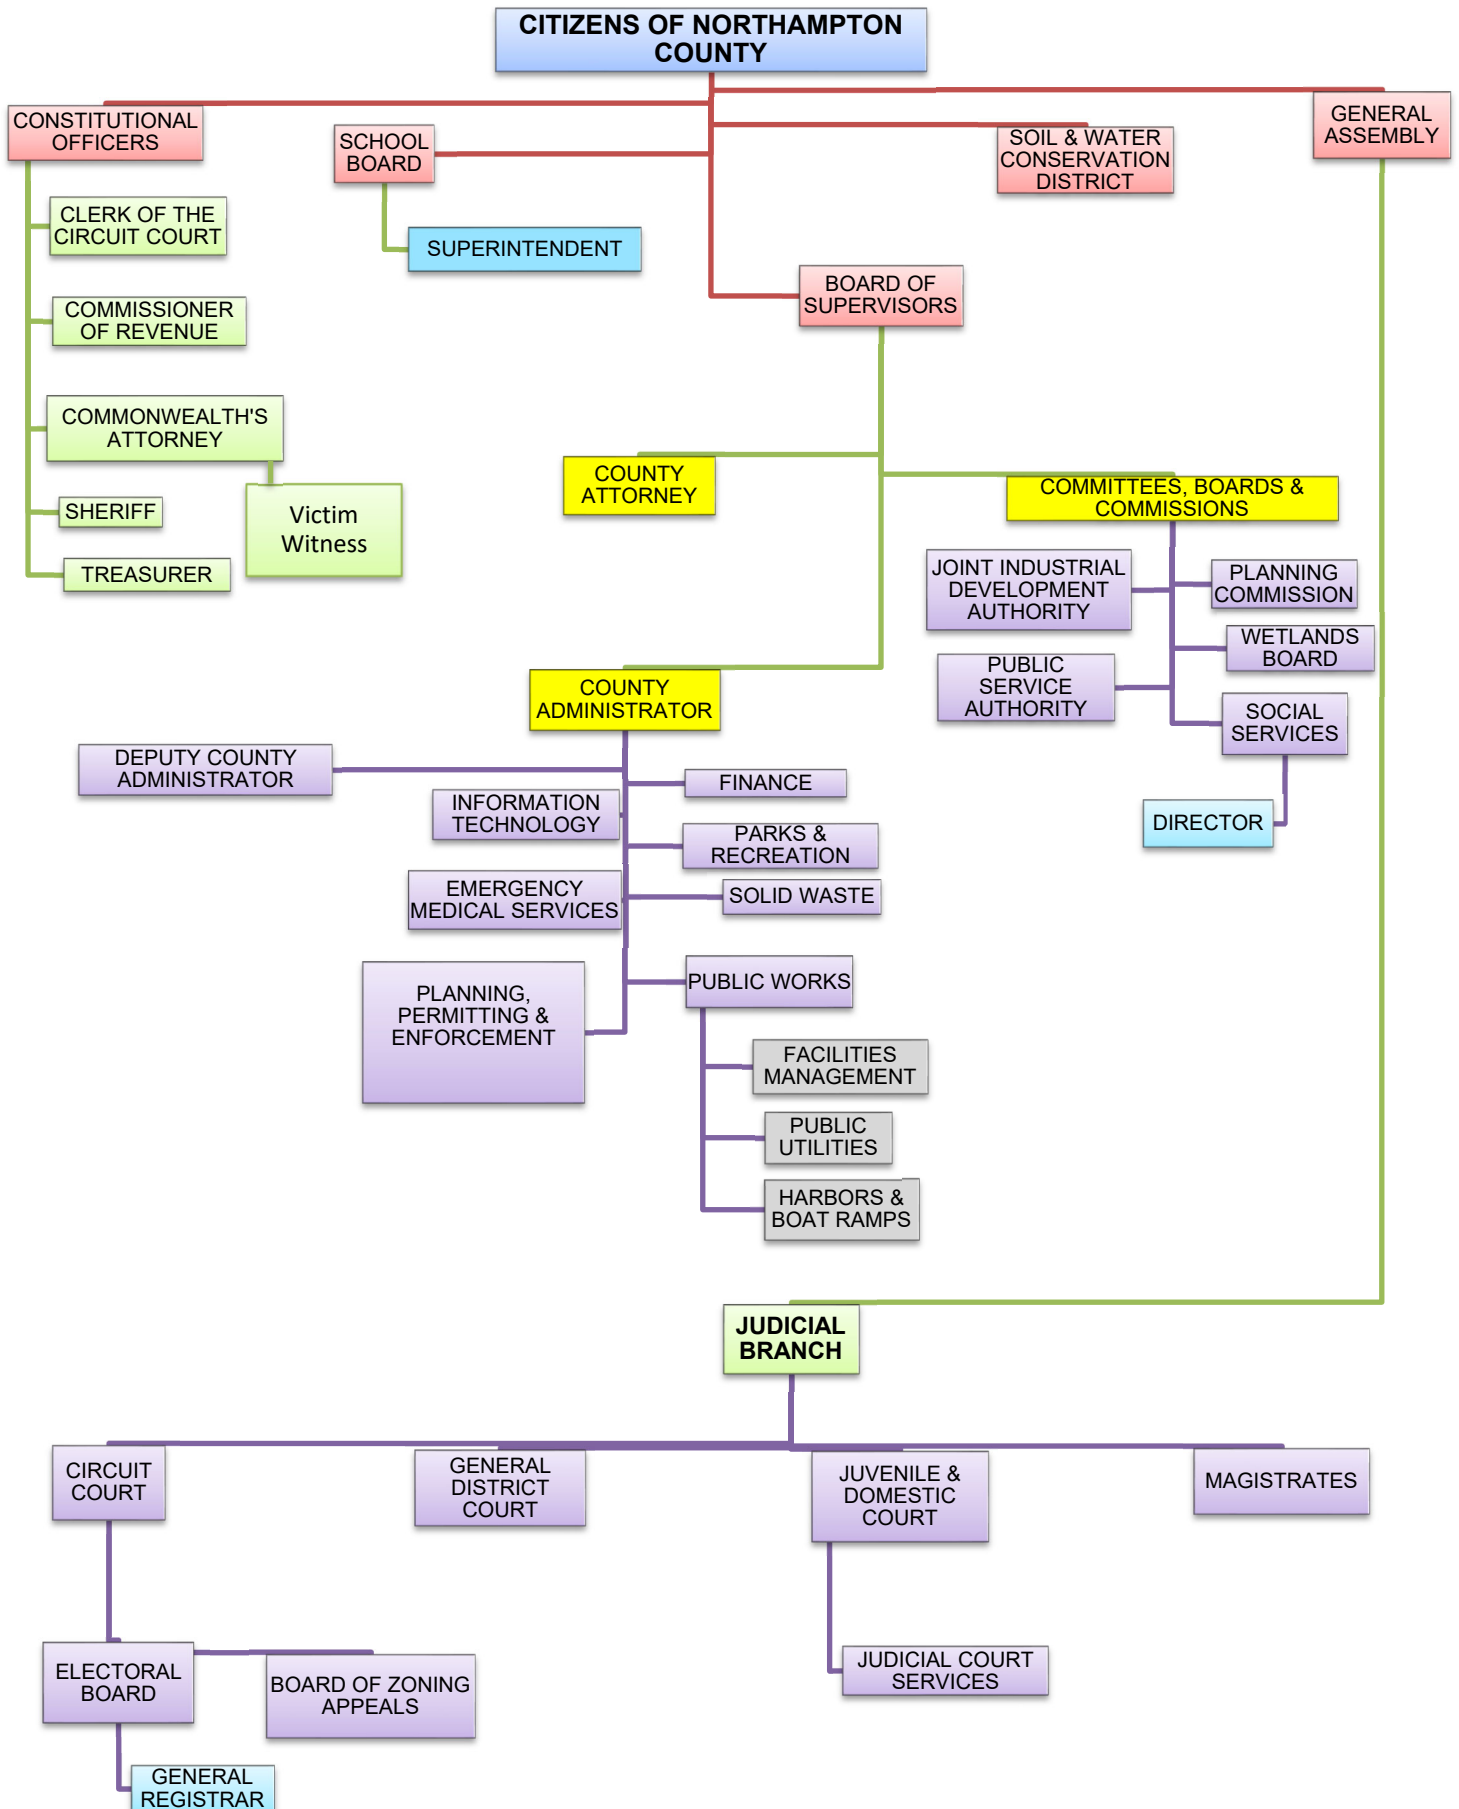 CITIZENS OF NORTHAMPTON
COUNTY
CONSTITUTIONAL
OFFICERS
SCHOOL
BOARD
SOIL & WATER
CONSERVATION
DISTRICT
GENERAL
ASSEMBLY
CLERK OF THE
CIRCUIT COURT
SUPERINTENDENT
COMMISSIONER
OF REVENUE
BOARD OF
SUPERVISORS
COMMONWEALTH'S
ATTORNEY
Victim
Witness
SHERIFF
TREASURER
COUNTY
ATTORNEY
COMMITTEES, BOARDS &
COMMISSIONS
JOINT INDUSTRIAL
DEVELOPMENT
AUTHORITY
PLANNING
COMMISSION
WETLANDS
BOARD
PUBLIC
SERVICE
AUTHORITY
SOCIAL
SERVICES
DIRECTOR
COUNTY
ADMINISTRATOR
DEPUTY COUNTY
ADMINISTRATOR
FINANCE
INFORMATION
TECHNOLOGY
PARKS &
RECREATION
EMERGENCY
MEDICAL SERVICES
SOLID WASTE
PLANNING,
PERMITTING &
ENFORCEMENT
PUBLIC WORKS
FACILITIES
MANAGEMENT
PUBLIC
UTILITIES
HARBORS &
BOAT RAMPS
JUDICIAL
BRANCH
CIRCUIT
COURT
GENERAL
DISTRICT
COURT
JUVENILE &
DOMESTIC
COURT
MAGISTRATES
ELECTORAL
BOARD
BOARD OF ZONING
APPEALS
JUDICIAL COURT
SERVICES
GENERAL
REGISTRAR